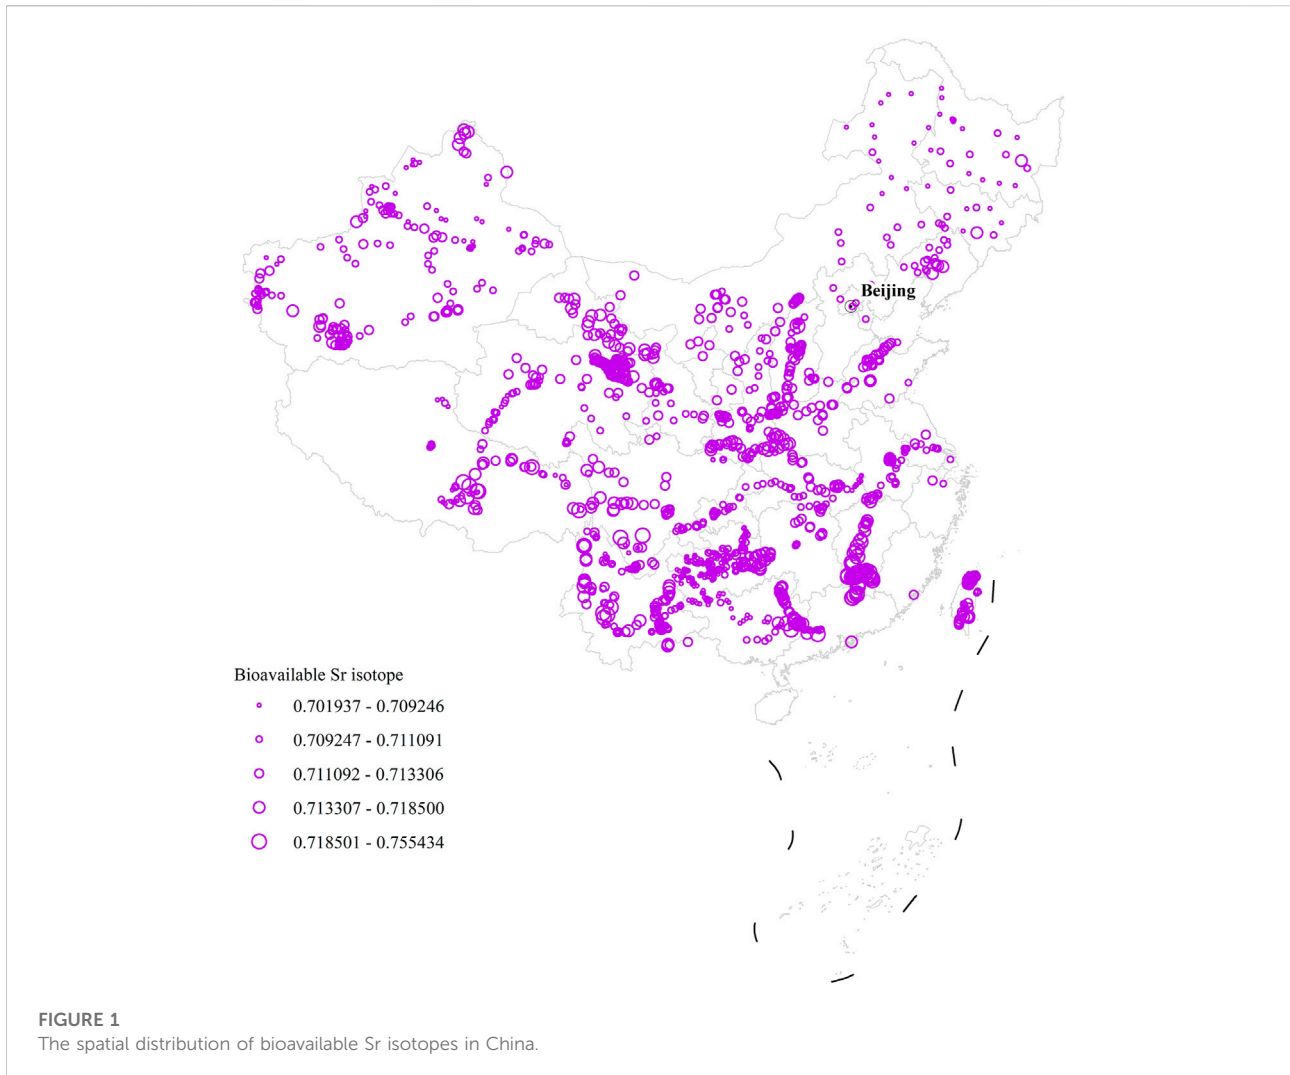 Beijing
Bioavailable Sr isotope
0.701937 - 0.709246
0.709247 - 0.711091
0.711092 - 0.713306
0.713307 - 0.718500
0.718501 - 0.755434
FIGURE 1
The spatial distribution of bioavailable Sr isotopes in China.